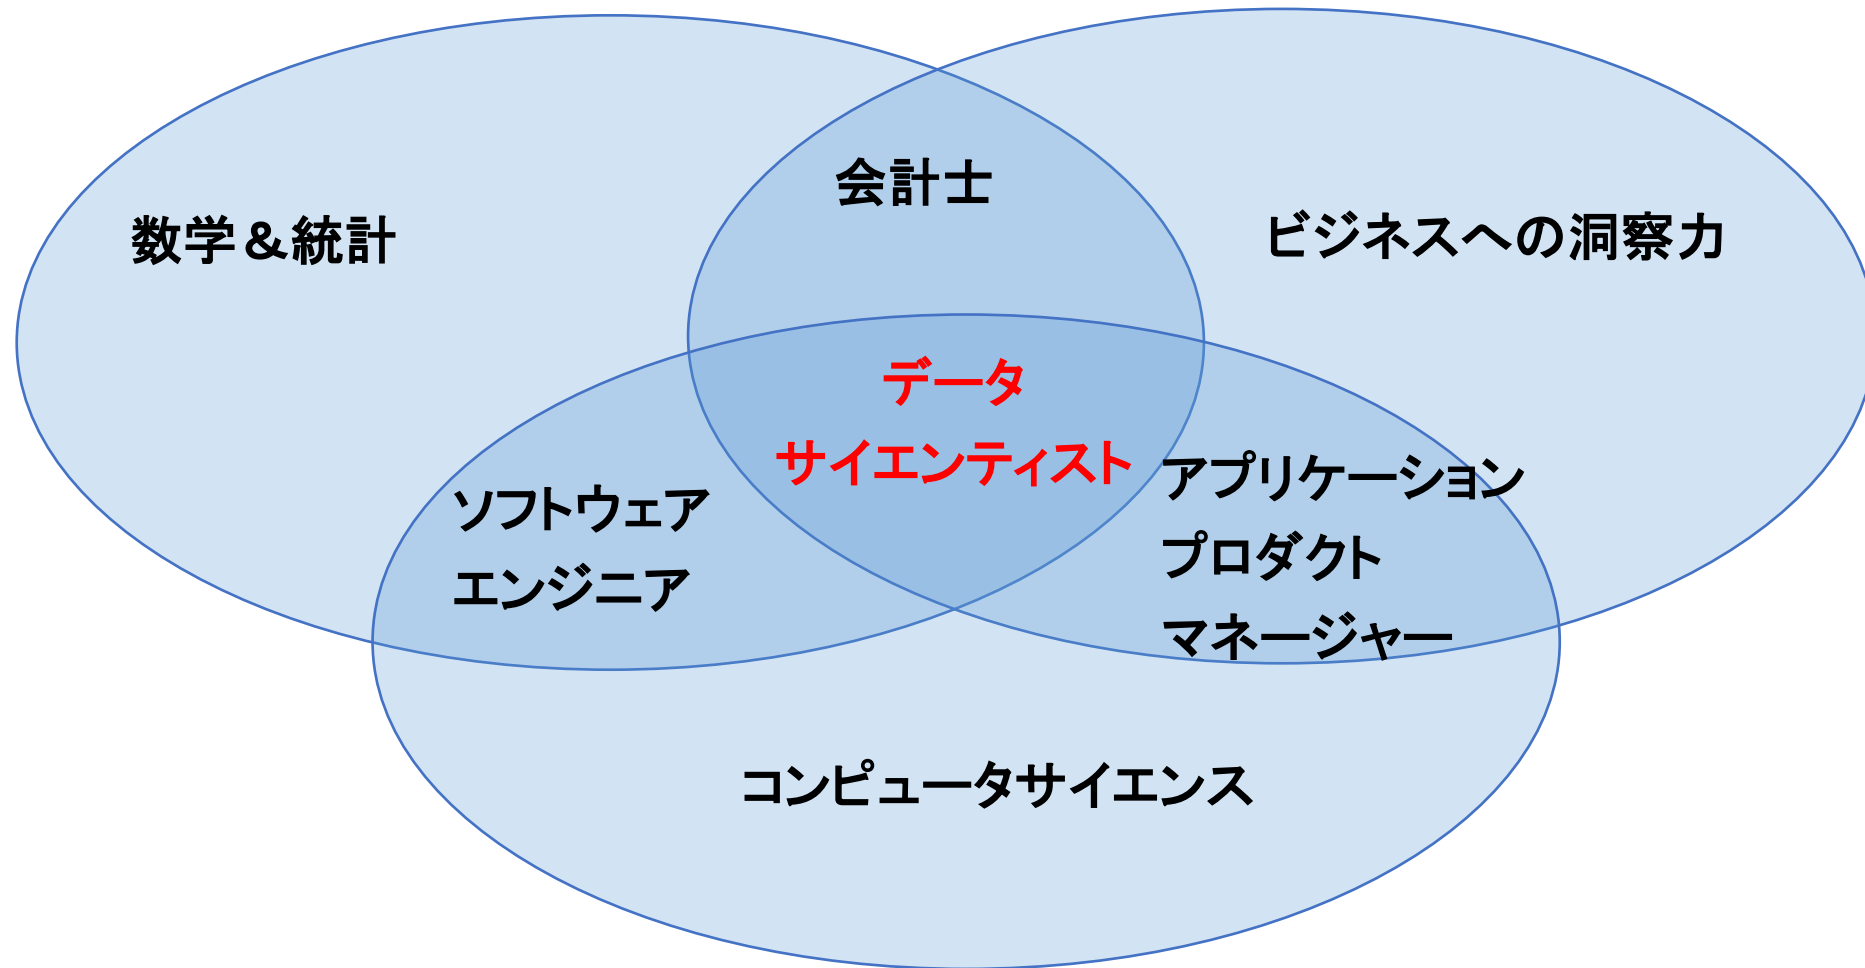 会計士
数学＆統計
ビジネスへの洞察力
データ
サイエンティスト
ソフトウェア
エンジニア
アプリケーション
プロダクト
マネージャー
コンピュータサイエンス